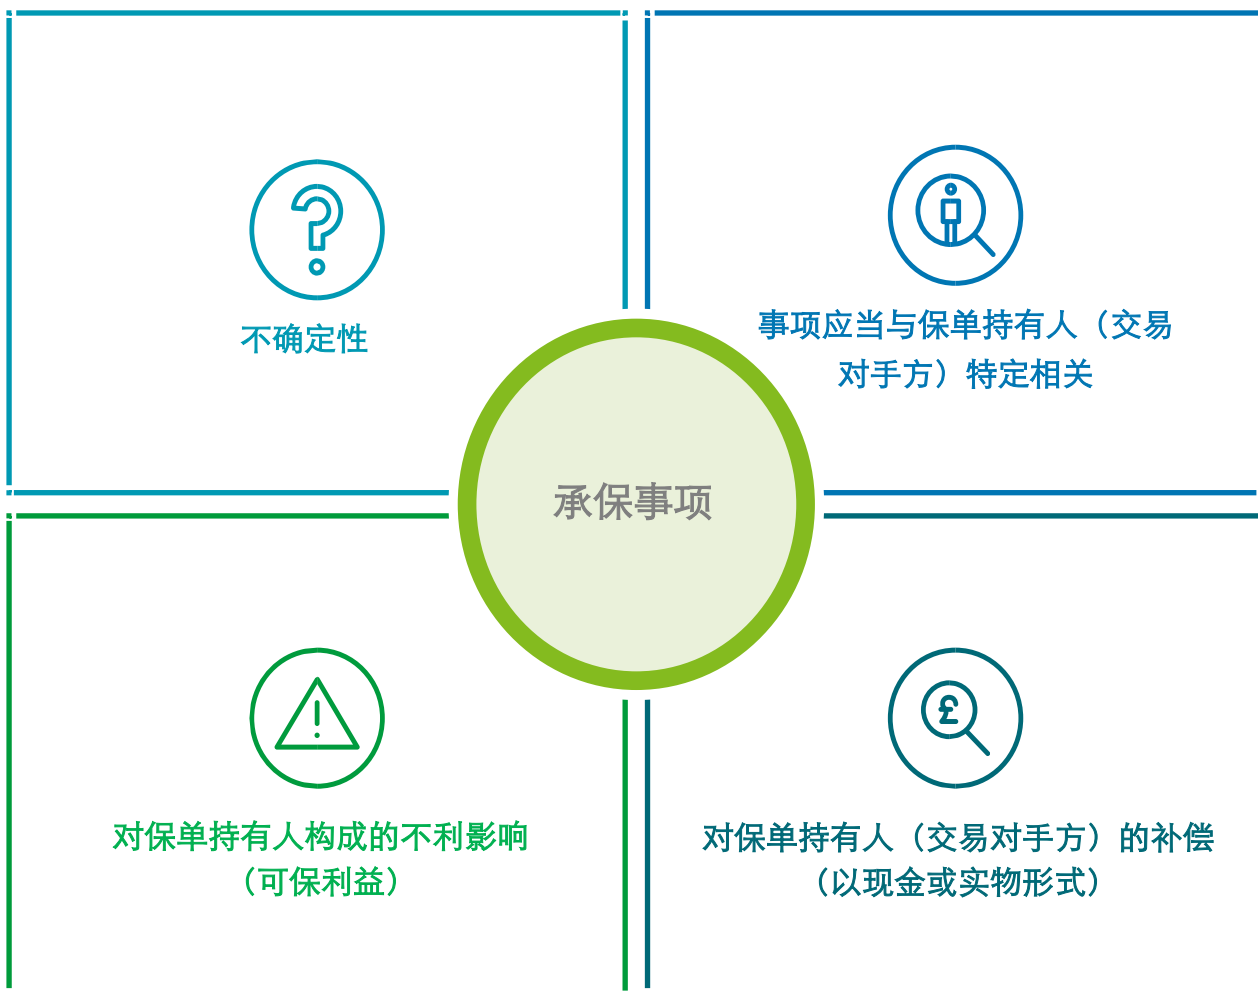 不确定性
事项应当与保单持有人（交易
对手方）特定相关
承保事项
对保单持有人构成的不利影响
（可保利益）
对保单持有人（交易对手方）的补偿
（以现金或实物形式）